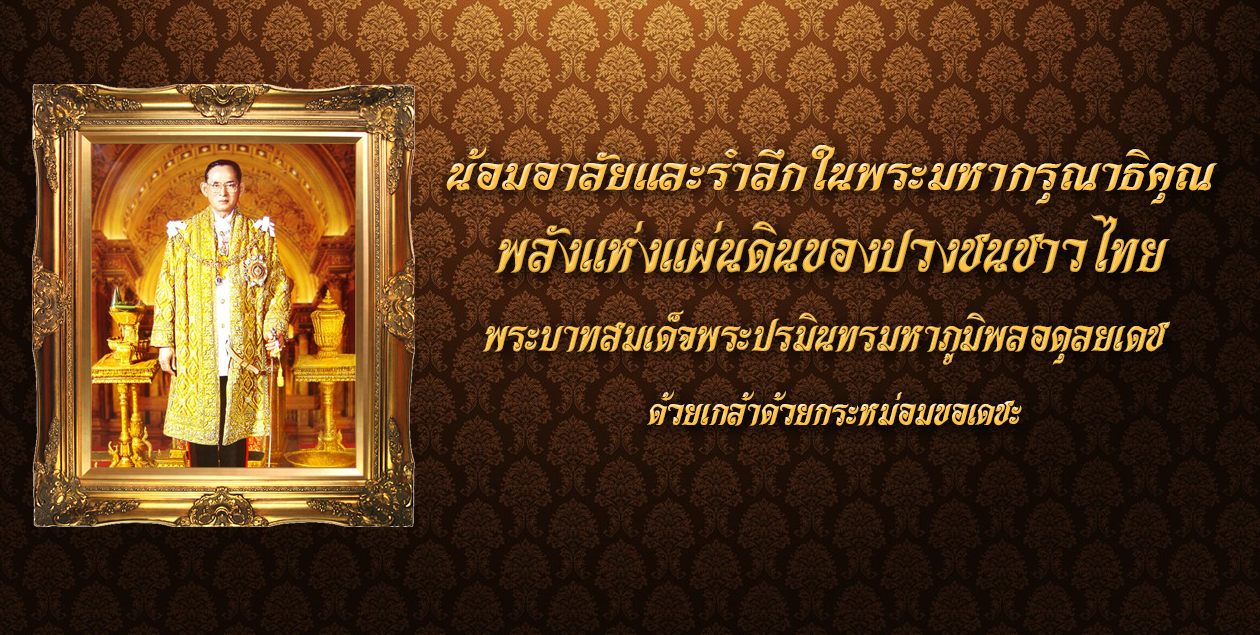 น้อมอาลัยและรำลึกในพระมหากรุณาธิคุณ
พลังแห่งแผ่นดินของปวงชนชาวไทย
พระบาทสมเด็จพระปรมินทรมหาภูมิพลอดุลยเดช
ด้วยเกล้าด้วยกระหม่อมขอเดชะ